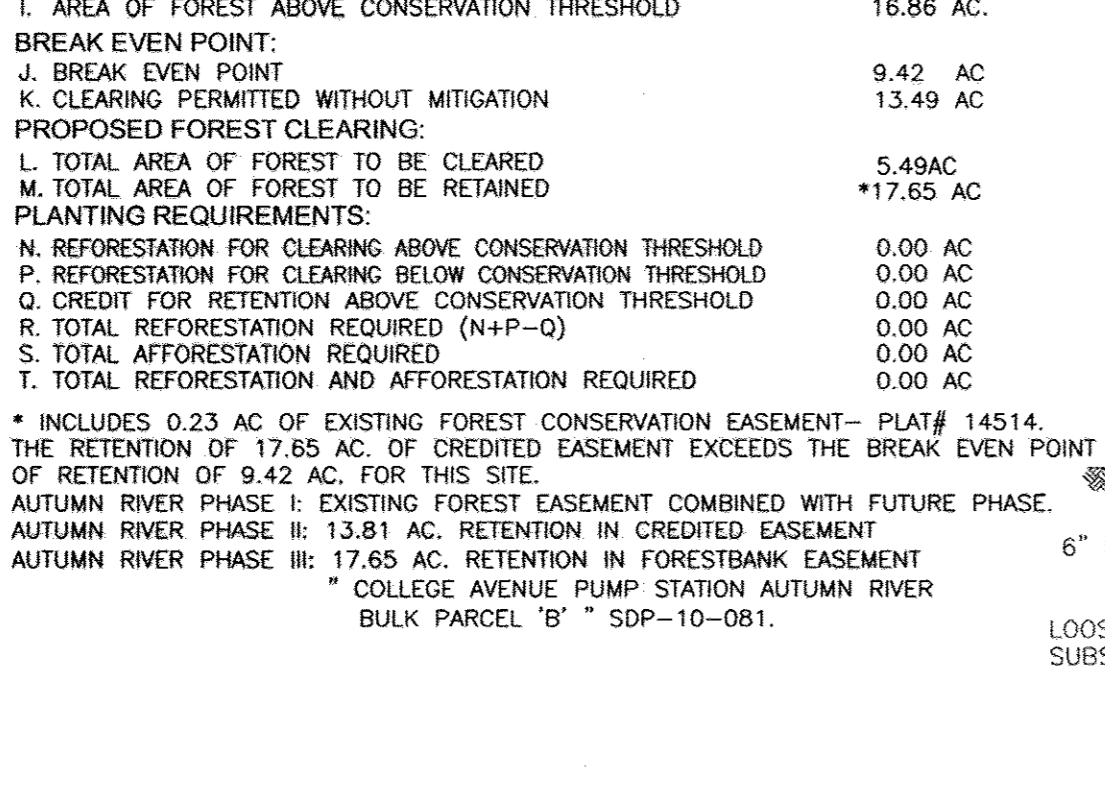 I. AREA OF FOREST ABOVE CONSERVATION THRESHOLD 16.86 AC.
BREAK EVEN POINT:
J. BREAK EVEN POINT 9.42 AC
K. CLEARING PERMITTED WITHOUT MITIGATION 13.49 AC
PROPOSED FOREST CLEARING:
L. TOTAL AREA OF FOREST TO BE CLEARED 5.49AC
M. TOTAL AREA OF FOREST TO BE RETAINED *17.65 AC
PLANTING REQUIREMENTS:
N. REFORESTATION FOR CLEARING ABOVE CONSERVATION THRESHOLD 0.00 AC
P. REFORESTATION FOR CLEARING BELOW CONSERVATION THRESHOLD 0.00 AC
Q. CREDIT FOR RETENTION ABOVE CONSERVATION THRESHOLD 0.00 AC
R. TOTAL REFORESTATION REQUIRED (N+P-Q) 0.00 AC
S. TOTAL AFFORESTATION REQUIRED 0.00 AC
T. TOTAL REFORESTATION AND AFFORESTATION REQUIRED 0.00 AC
* INCLUDES 0.23 AC OF EXISTING FOREST CONSERVATION EASEMENT- PLAT# 14514.
THE RETENTION OF 17.65 AC. OF CREDITED EASEMENT EXCEEDS THE BREAK EVEN POINT
OF RETENTION OF 9.42 AC. FOR THIS SITE.
AUTUMN RIVER PHASE I: EXISTING FOREST EASEMENT COMBINED WITH FUTURE PHASE.
AUTUMN RIVER PHASE II: 13.81 AC. RETENTION IN CREDITED EASEMENT
AUTUMN RIVER PHASE III: 17.65 AC. RETENTION IN FORESTBANK EASEMENT
" COLLEGE AVENUE PUMP STATION AUTUMN RIVER
BULK PARCEL 'B' " SDP-10-081.
6"
LOOS
SUBS